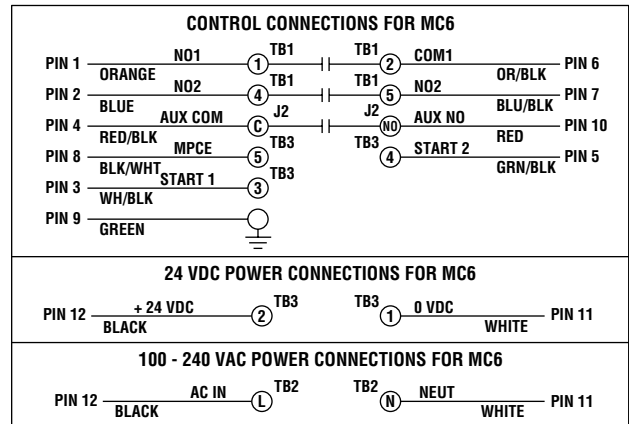 CONTROL CONNECTIONS FOR MC6
PIN 1 ORANGE NO1 1 TB1 TB1 2 COM1 OR/BLK PIN 6
PIN 2 BLUE NO2 4 TB1 TB1 5 NO2 BLU/BLK PIN 7
PIN 4 RED/BLK AUX COM C J2 J2 NO AUX NO RED PIN 10
PIN 8 BLK/WHT MPCE 5 TB3 TB3 4 START 2 GRN/BLK PIN 5
PIN 3 WH/BLK START 1 3 TB3
PIN 9 GREEN
24 VDC POWER CONNECTIONS FOR MC6
PIN 12 BLACK + 24 VDC 2 TB3 TB3 1 0 VDC WHITE PIN 11
100 - 240 VAC POWER CONNECTIONS FOR MC6
PIN 12 BLACK AC IN L TB2 TB2 N NEUT WHITE PIN 11